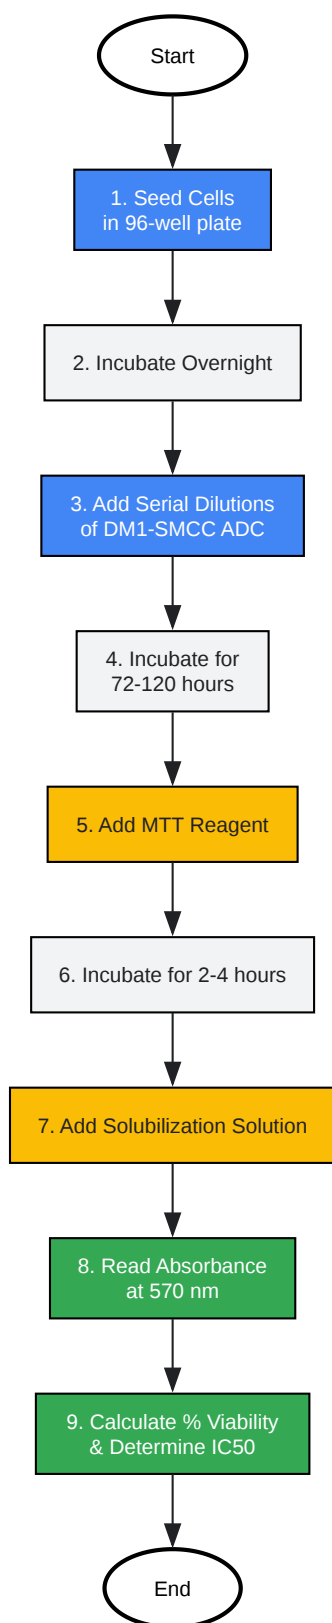 Start
1. Seed Cells
in 96-well plate
2. Incubate Overnight
3. Add Serial Dilutions
of DM1-SMCC ADC
4. Incubate for
72-120 hours
5. Add MTT Reagent
6. Incubate for 2-4 hours
7. Add Solubilization Solution
8. Read Absorbance
at 570 nm
9. Calculate % Viability
& Determine IC50
End